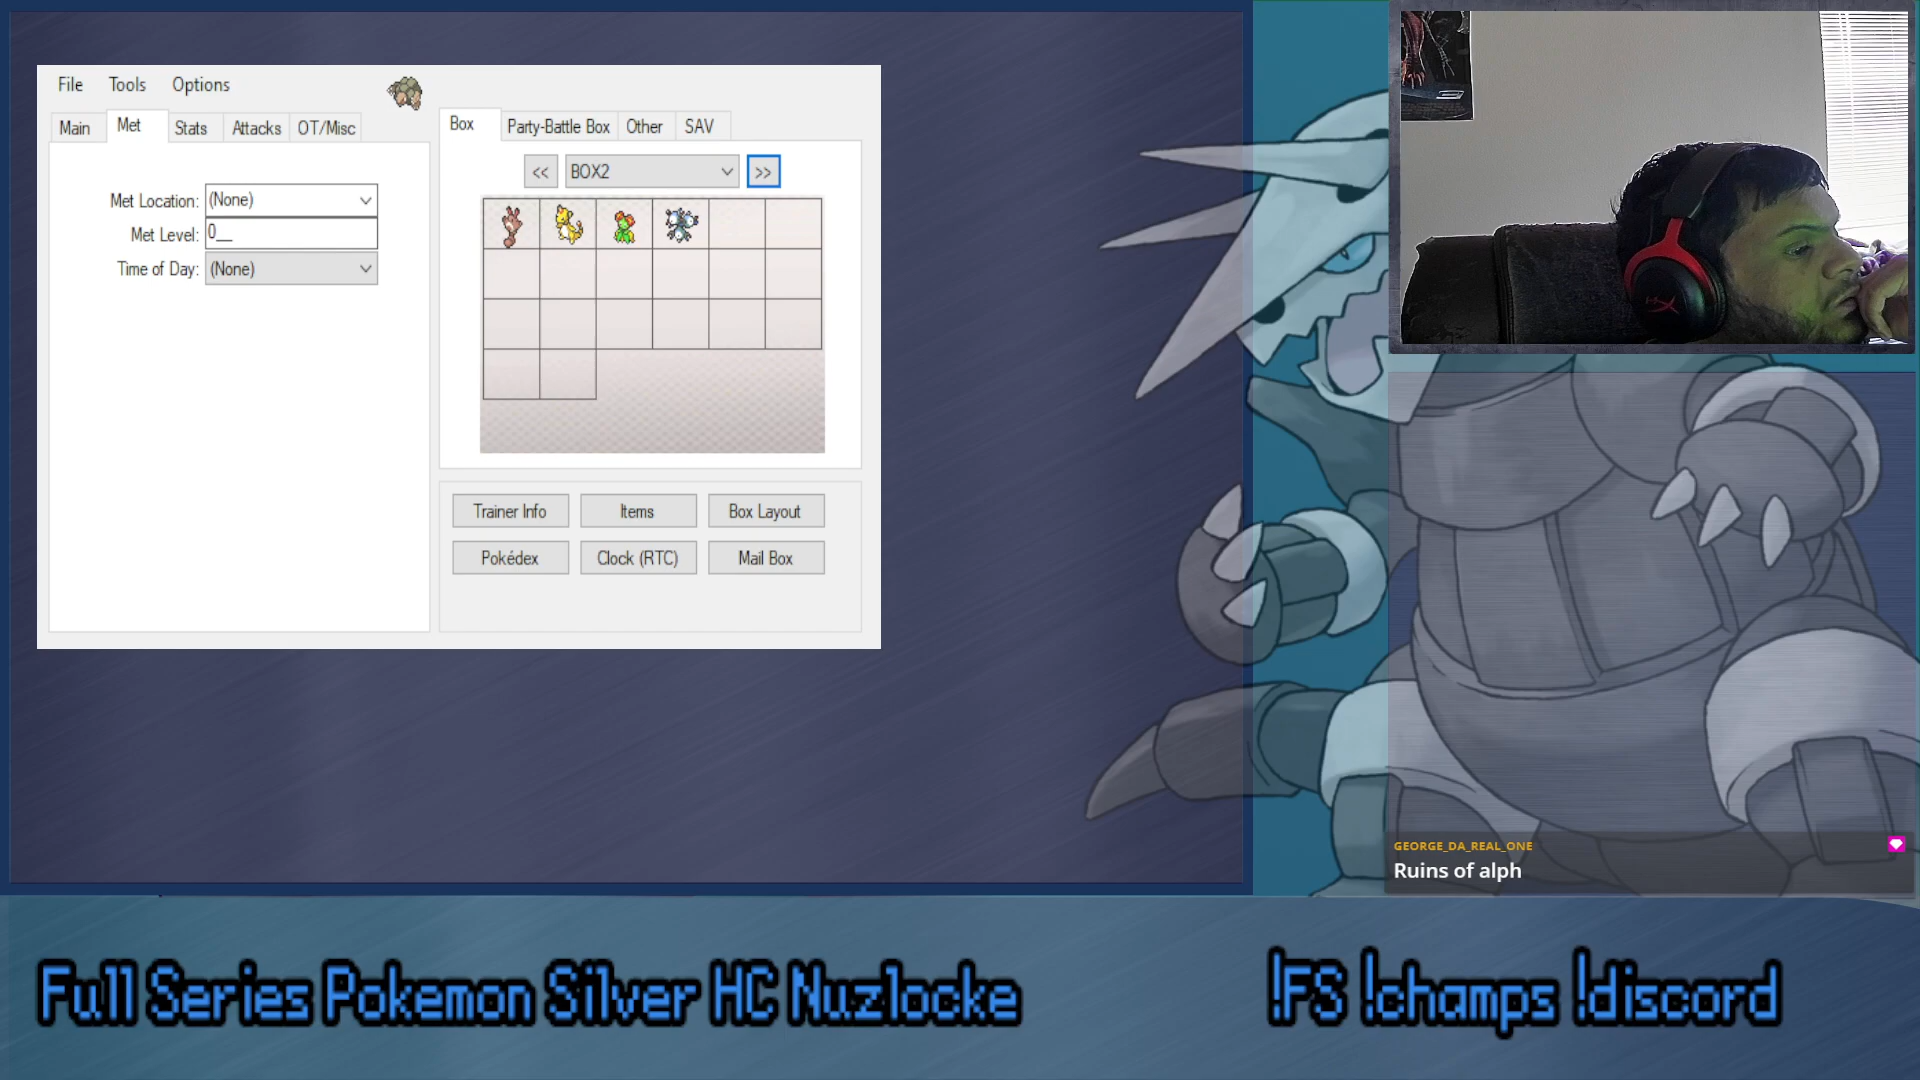 File Tools Options
Main Met Stats Attacks OT/Misc
Met Location: (None)
Met Level: 0__
Time of Day: (None)
Box Party-Battle Box Other SAV
<< BOX2 >>
Trainer Info Items Box Layout
Pokédex Clock (RTC) Mail Box
GEORGE_DA_REAL_ONE
Ruins of alph
Full Series Pokemon Silver HC Nuzlocke
!FS !champs !discord